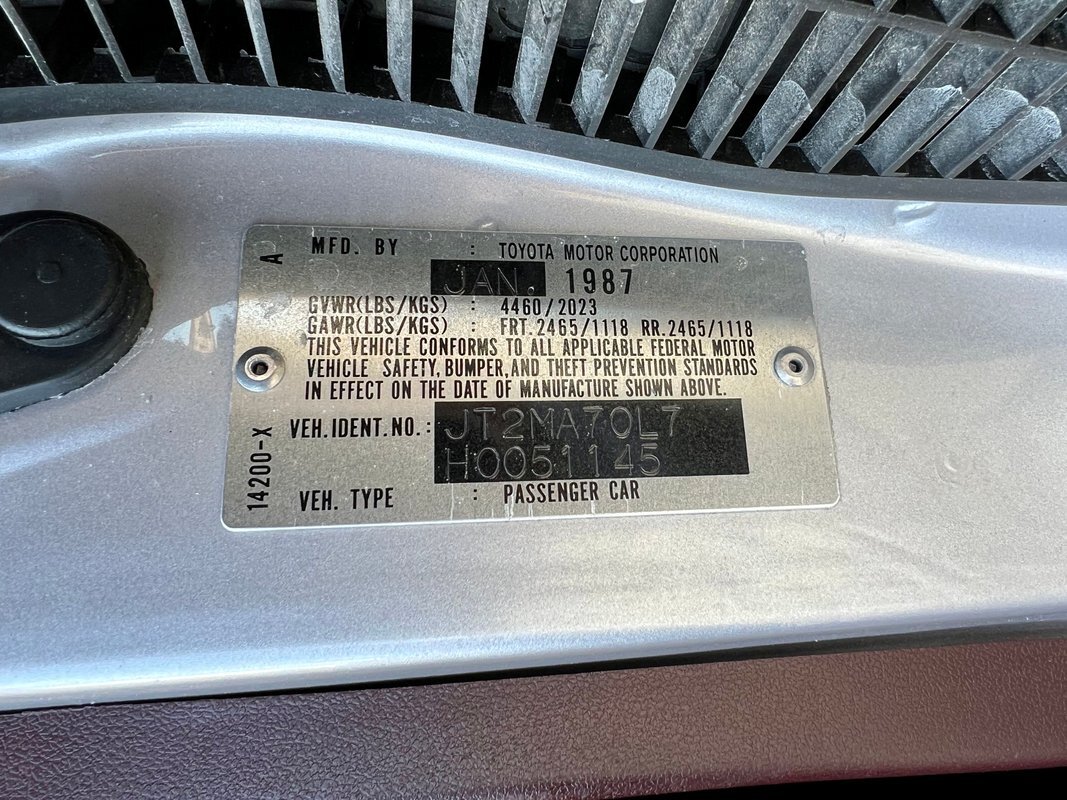 D
MFD. BY : TOYOTA MOTOR CORPORATION
JAN. 1987
GVWR(LBS/KGS) : 4460/2023
GAWR(LBS/KGS) : FRT.2465/1118 RR.2465/1118
THIS VEHICLE CONFORMS TO ALL APPLICABLE FEDERAL MOTOR
VEHICLE SAFETY, BUMPER, AND THEFT PREVENTION STANDARDS
IN EFFECT ON THE DATE OF MANUFACTURE SHOWN ABOVE.
VEH.IDENT.NO.: JT2MA70L7
H0051145
VEH. TYPE : PASSENGER CAR
14200-X